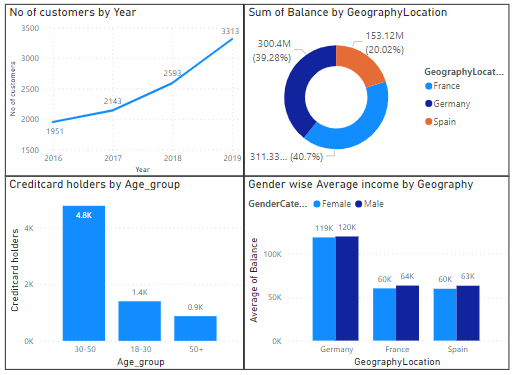 No of customers by Year
3500
3000
2500
2000
1500
No of customers
1951
2143
2593
3313
2016
2017
2018
2019
Year
Sum of Balance by GeographyLocation
300.4M
(39.28%)
153.12M
(20.02%)
311.33... (40.7%)
GeographyLocat...
France
Germany
Spain
Creditcard holders by Age_group
Creditcard holders
4K
2K
0K
4.8K
1.4K
0.9K
30-50
18-30
50+
Age_group
Gender wise Average income by Geography
GenderCate... Female Male
Average of Balance
100K
50K
0K
119K
120K
60K
64K
60K
63K
Germany
France
Spain
GeographyLocation